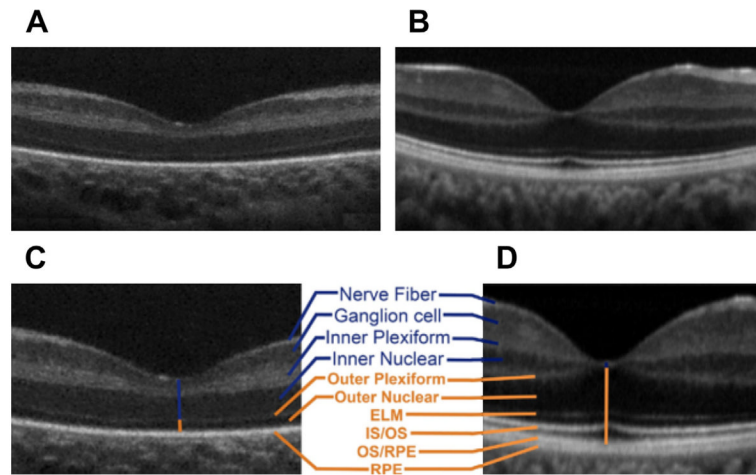 A
B
C
D
Nerve Fiber
Ganglion cell
Inner Plexiform
Inner Nuclear
Outer Plexiform
Outer Nuclear
ELM
IS/OS
OS/RPE
RPE